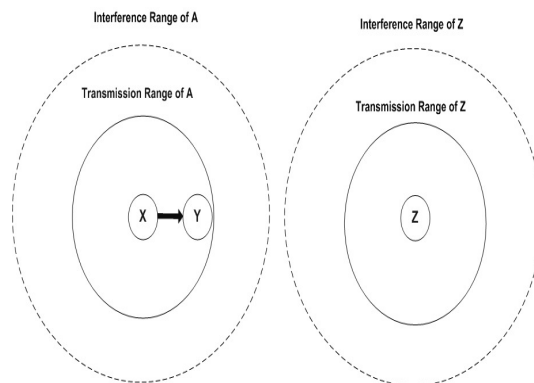 Interference Range of A
Interference Range of Z
Transmission Range of A
Transmission Range of Z
X
Y
Z